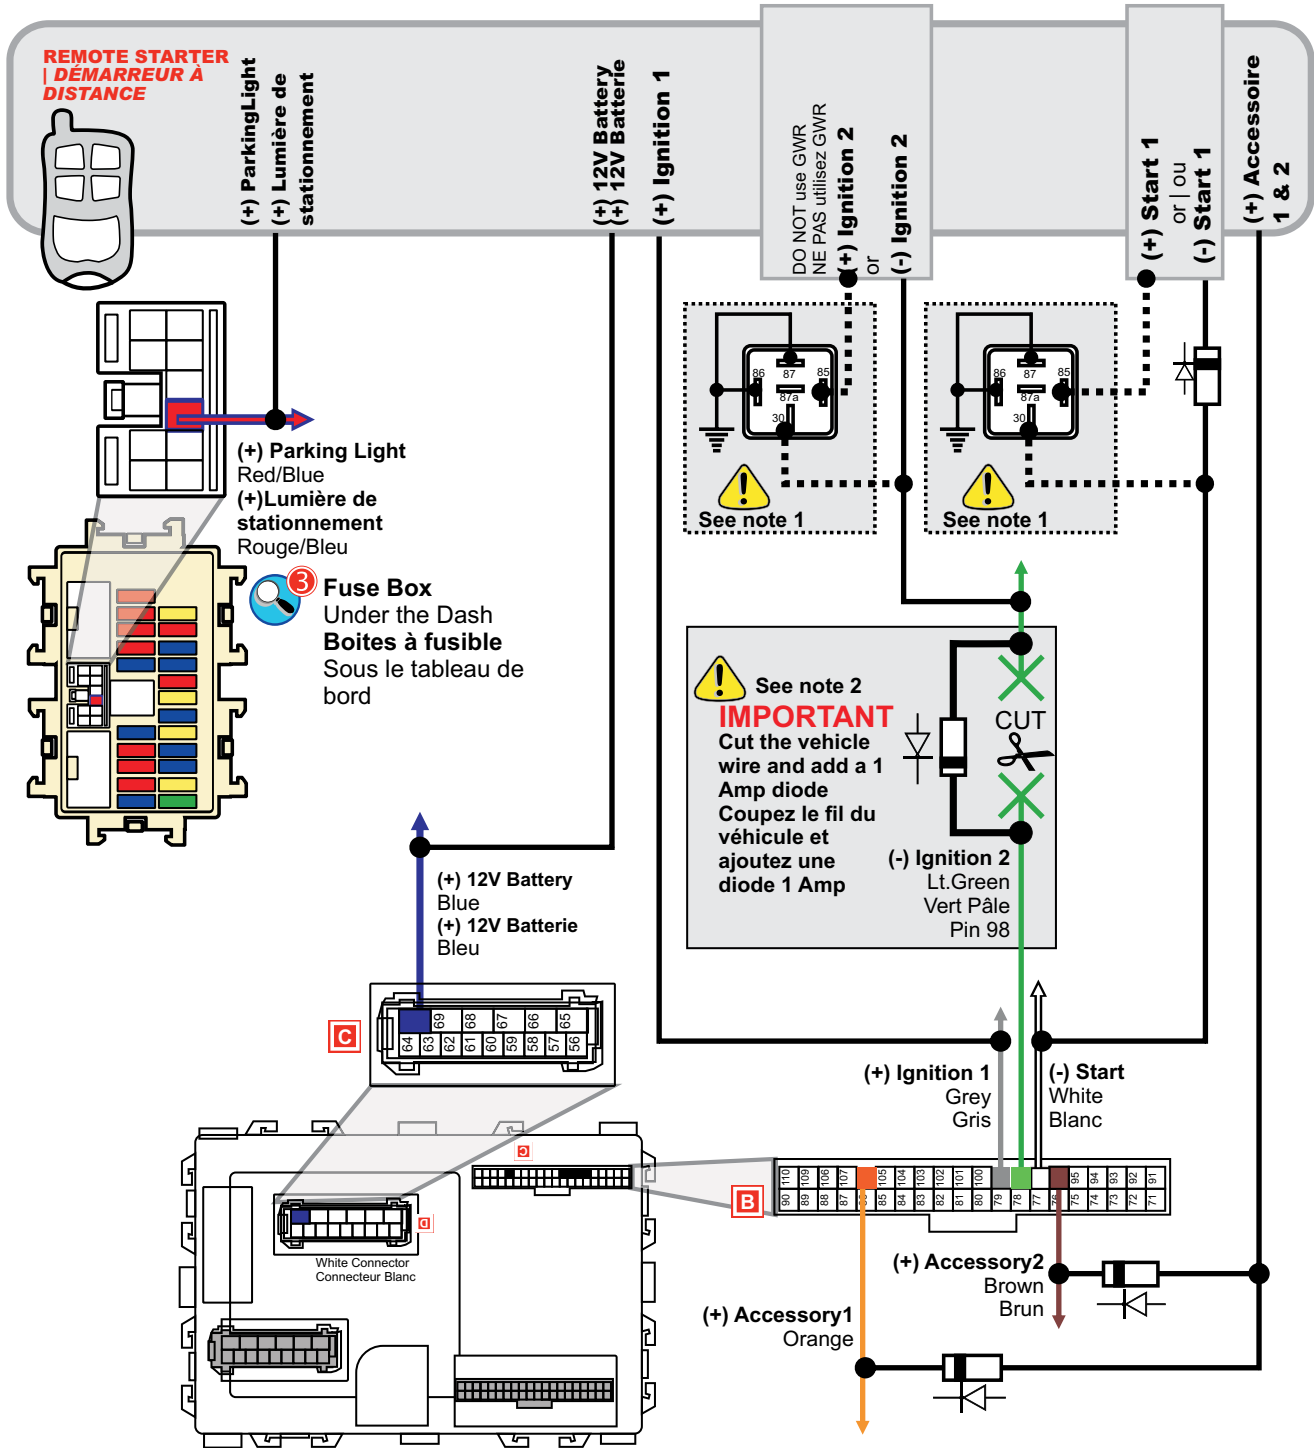 REMOTE STARTER
| DÉMARREUR À
DISTANCE
(+) ParkingLight
(+) Lumière de
stationnement
(+) 12V Battery
(+) 12V Batterie
(+) Ignition 1
DO NOT use GWR
NE PAS utilisez GWR
(+) Ignition 2
or
(-) Ignition 2
(+) Start 1
or | ou
(-) Start 1
(+) Accessoire
1 & 2
86
87
85
87a
30
See note 1
86
87
85
87a
30
See note 1
(+) Parking Light
Red/Blue
(+)Lumière de
stationnement
Rouge/Bleu
3
Fuse Box
Under the Dash
Boites à fusible
Sous le tableau de
bord
See note 2
IMPORTANT
Cut the vehicle
wire and add a 1
Amp diode
Coupez le fil du
véhicule et
ajoutez une
diode 1 Amp
CUT
(-) Ignition 2
Lt.Green
Vert Pâle
Pin 98
(+) 12V Battery
Blue
(+) 12V Batterie
Bleu
C
69 68 67 66 65
64 63 62 61 60 59 58 57 56
(+) Ignition 1
Grey
Gris
(-) Start
White
Blanc
B
110 109 106 107 105 104 103 102 101 100 95 94 93 92 91
90 89 88 87 85 84 83 82 81 80 79 78 77 76 75 74 73 72 71
C
D
White Connector
Connecteur Blanc
(+) Accessory2
Brown
Brun
(+) Accessory1
Orange